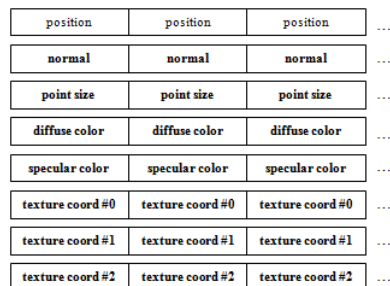 position position position ...
normal normal normal ...
point size point size point size ...
diffuse color diffuse color diffuse color ...
specular color specular color specular color ...
texture coord #0 texture coord #0 texture coord #0 ...
texture coord #1 texture coord #1 texture coord #1 ...
texture coord #2 texture coord #2 texture coord #2 ...